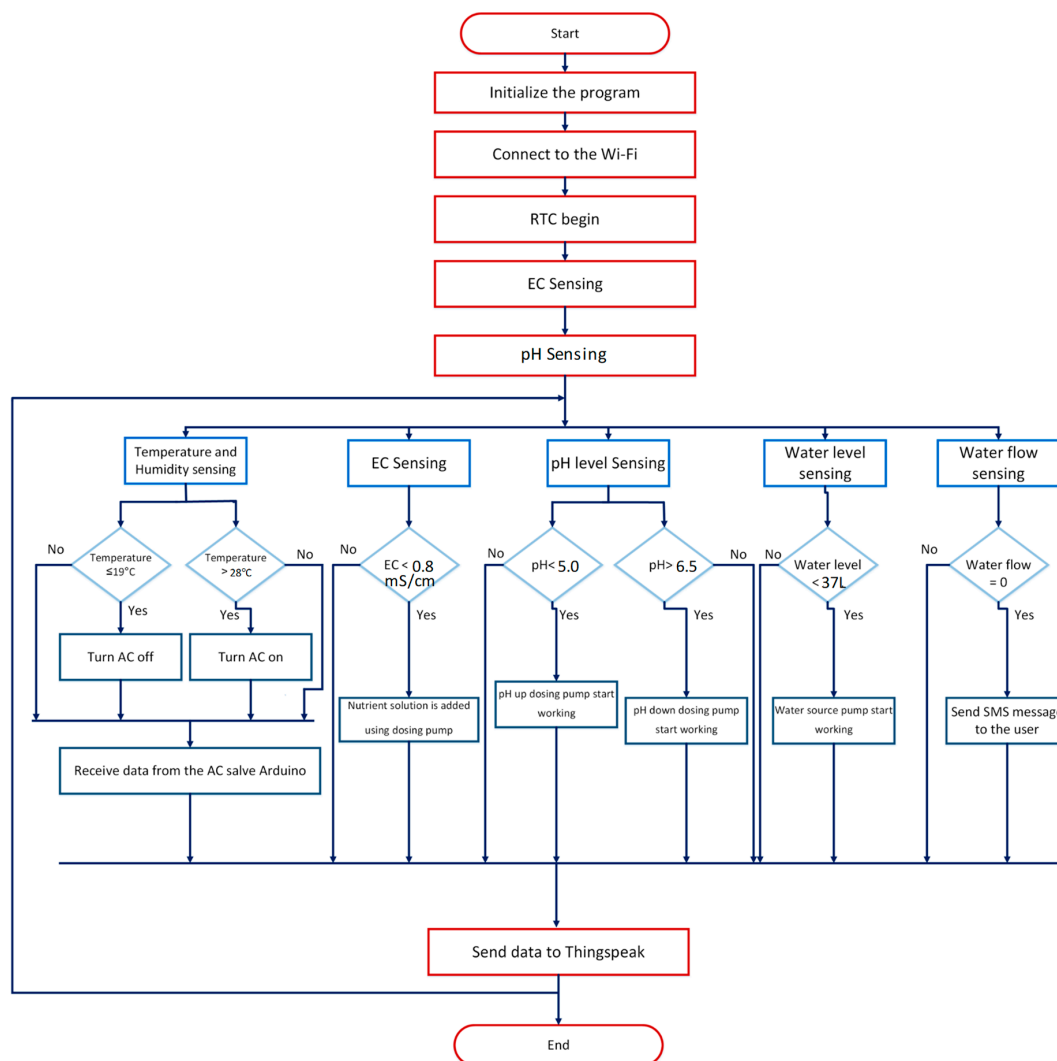 Start
Initialize the program
Connect to the Wi-Fi
RTC begin
EC Sensing
pH Sensing
Temperature and
Humidity sensing
EC Sensing
pH level Sensing
Water level
sensing
Water flow
sensing
No
Temperature
≤19°C
Yes
Temperature
> 28°C
No
Yes
No
EC < 0.8
mS/cm
Yes
No
pH< 5.0
Yes
pH> 6.5
No
Yes
No
Water level
< 37L
Yes
No
Water flow
= 0
Yes
Turn AC off
Turn AC on
Nutrient solution is added
using dosing pump
pH up dosing pump start
working
pH down dosing pump
start working
Water source pump start
working
Send SMS message
to the user
Receive data from the AC salve Arduino
Send data to Thingspeak
End